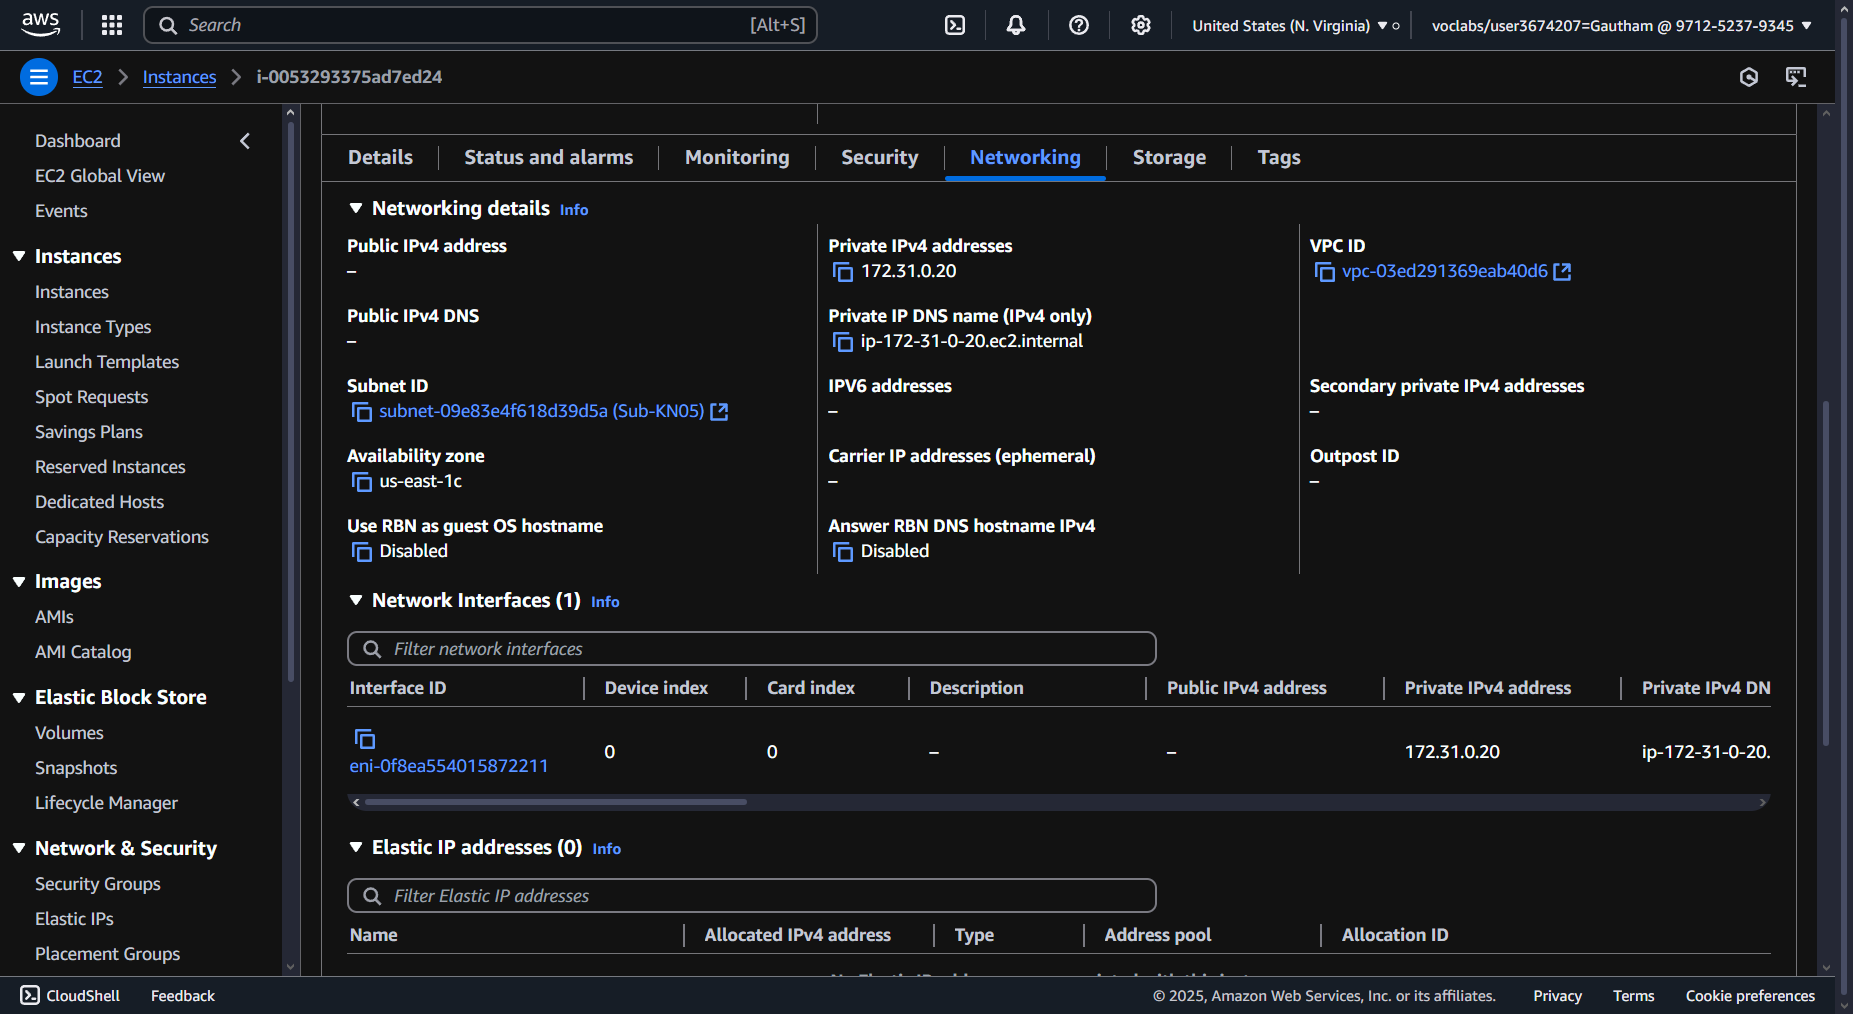 aws
Search [Alt+S]
United States (N. Virginia)
voclabs/user3674207=Gautham @ 9712-5237-9345
EC2
Instances
i-0053293375ad7ed24
Dashboard
EC2 Global View
Events
Instances
Instances
Instance Types
Launch Templates
Spot Requests
Savings Plans
Reserved Instances
Dedicated Hosts
Capacity Reservations
Images
AMIs
AMI Catalog
Elastic Block Store
Volumes
Snapshots
Lifecycle Manager
Network & Security
Security Groups
Elastic IPs
Placement Groups
Details
Status and alarms
Monitoring
Security
Networking
Storage
Tags
Networking details Info
Public IPv4 address
–
Private IPv4 addresses
172.31.0.20
VPC ID
vpc-03ed291369eab40d6
Public IPv4 DNS
–
Private IP DNS name (IPv4 only)
ip-172-31-0-20.ec2.internal
Subnet ID
subnet-09e83e4f618d39d5a (Sub-KN05)
IPV6 addresses
–
Secondary private IPv4 addresses
–
Availability zone
us-east-1c
Carrier IP addresses (ephemeral)
–
Outpost ID
–
Use RBN as guest OS hostname
Disabled
Answer RBN DNS hostname IPv4
Disabled
Network Interfaces (1) Info
Filter network interfaces
Interface ID
Device index
Card index
Description
Public IPv4 address
Private IPv4 address
Private IPv4 DN
eni-0f8ea554015872211
0
0
–
–
172.31.0.20
ip-172-31-0-20.
Elastic IP addresses (0) Info
Filter Elastic IP addresses
Name
Allocated IPv4 address
Type
Address pool
Allocation ID
CloudShell
Feedback
© 2025, Amazon Web Services, Inc. or its affiliates.
Privacy
Terms
Cookie preferences